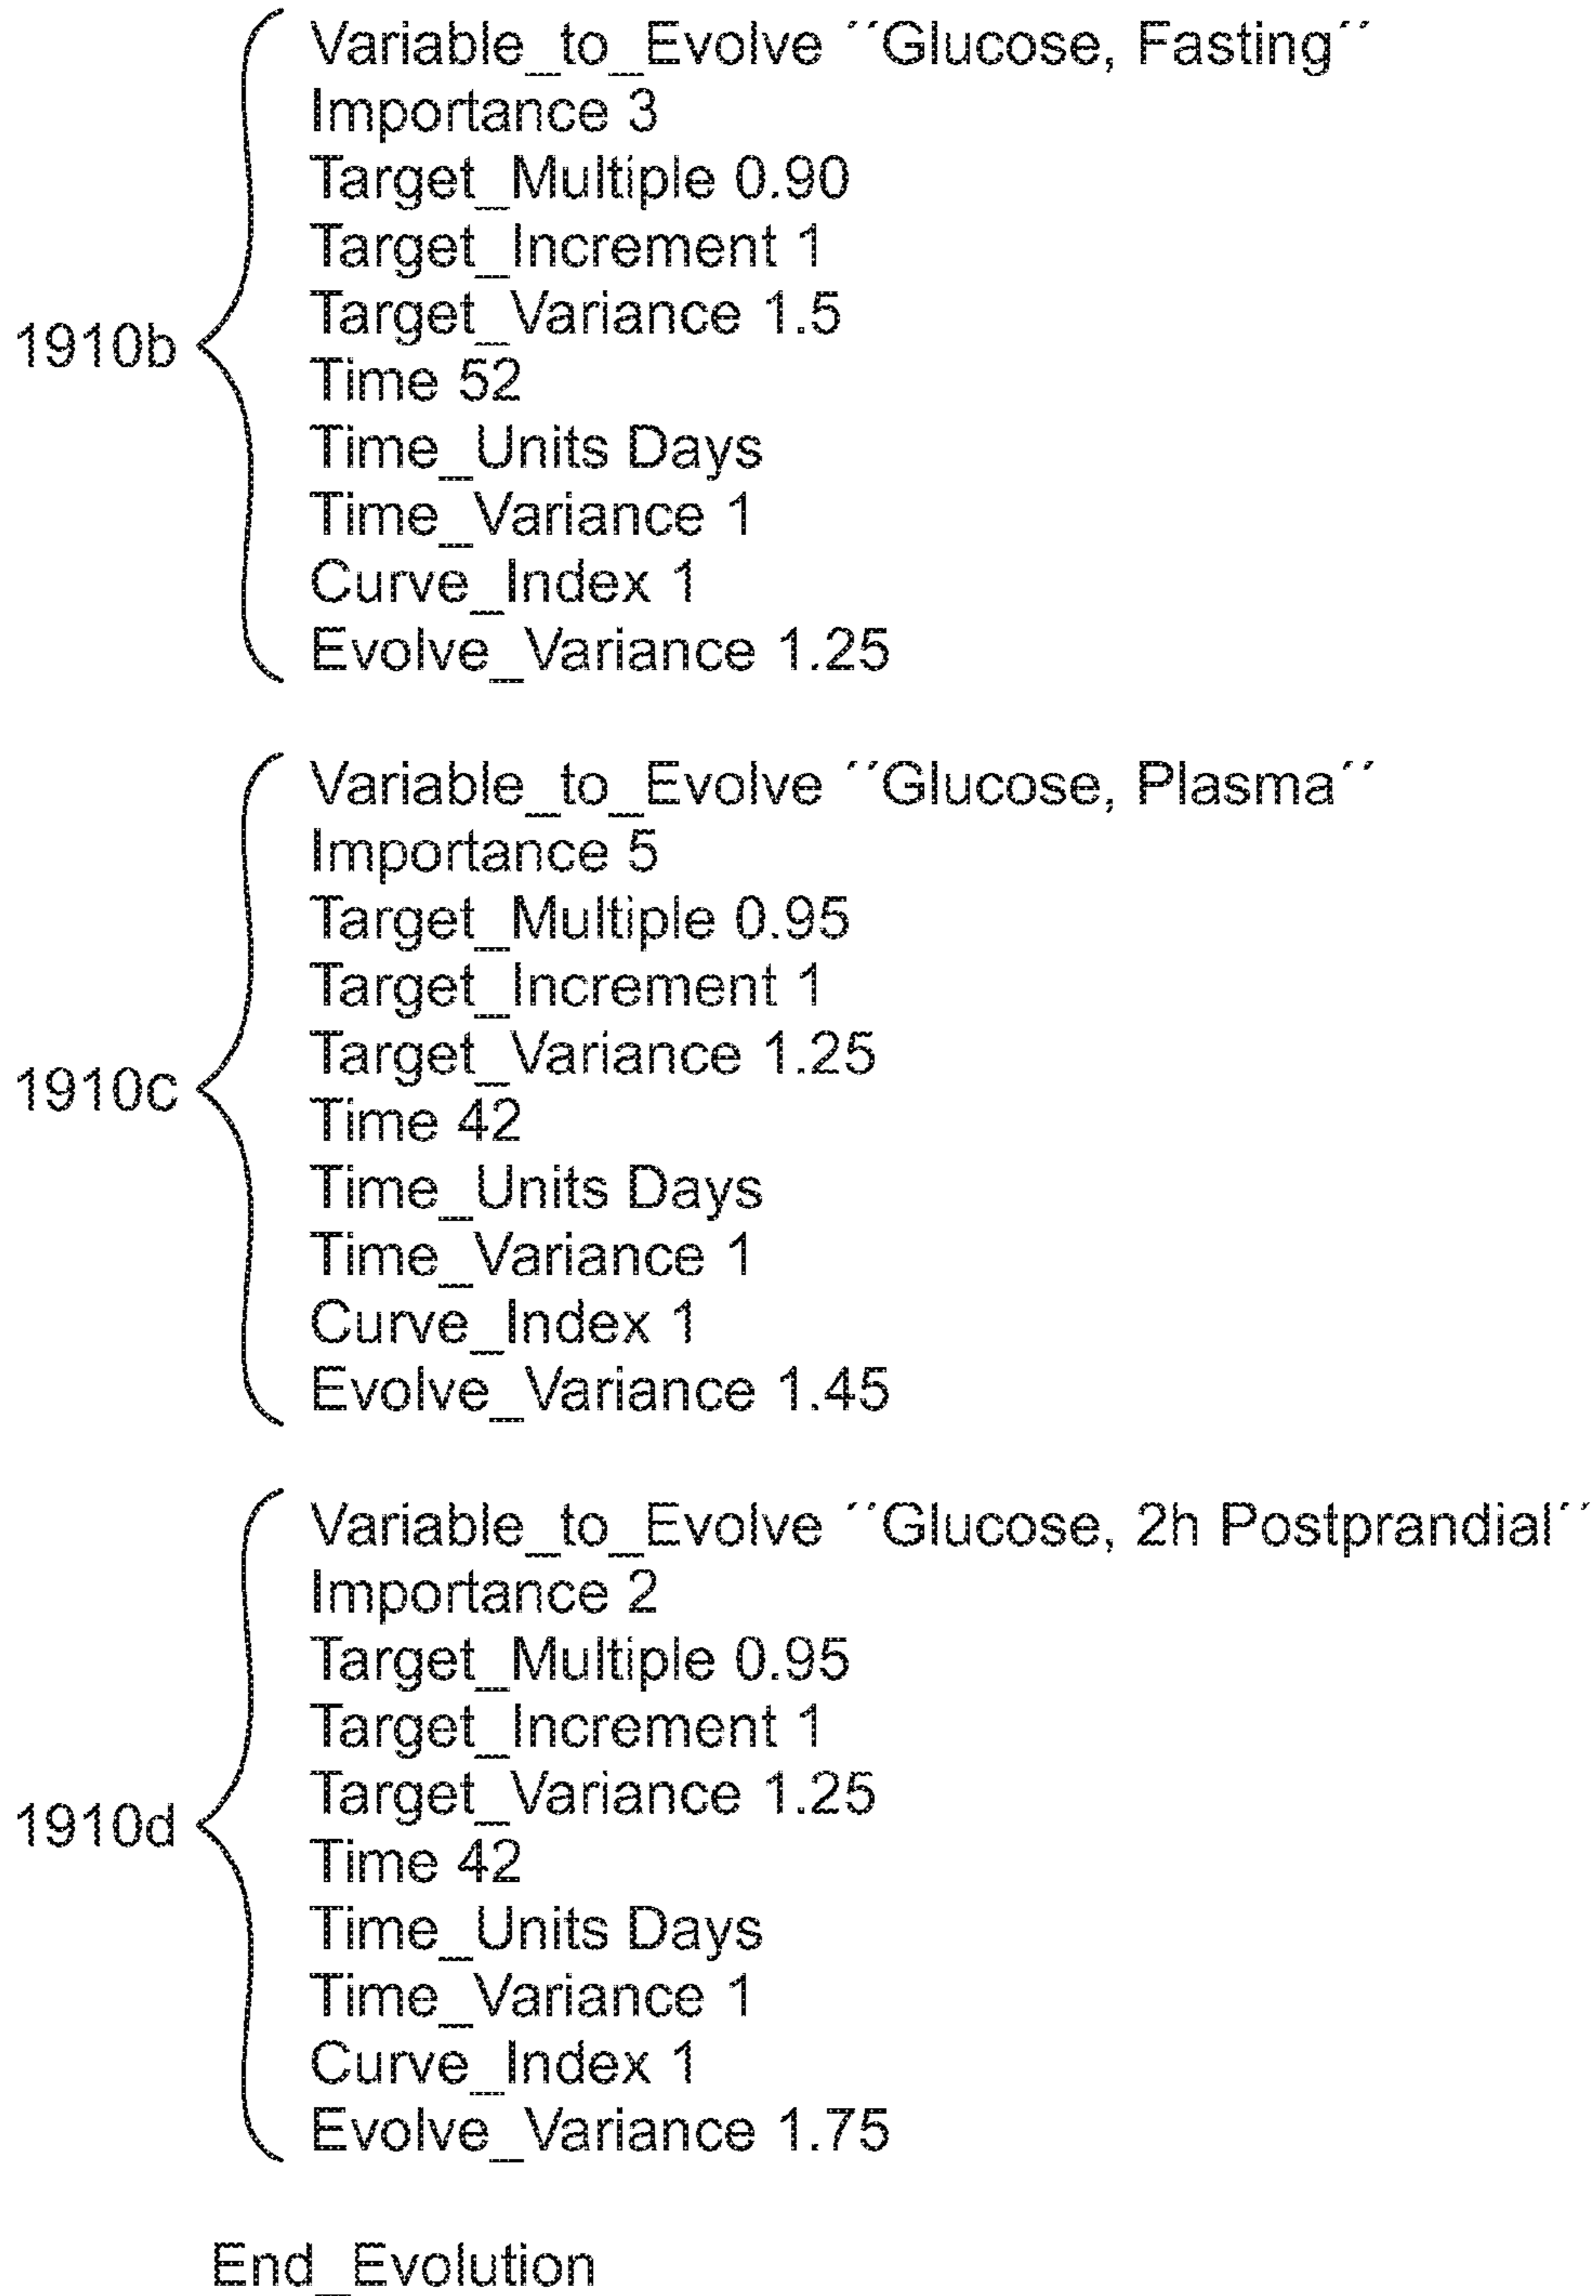 Variable_to_Evolve ´´Glucose, Fasting´´
Importance 3
Target_Multiple 0.90
Target_Increment 1
Target_Variance 1.5
1910b
Time 52
Time_Units Days
Time_Variance 1
Curve_Index 1
Evolve_Variance 1.25
Variable_to_Evolve ´´Glucose, Plasma´´
Importance 5
Target_Multiple 0.95
Target_Increment 1
Target_Variance 1.25
1910c
Time 42
Time_Units Days
Time_Variance 1
Curve_Index 1
Evolve_Variance 1.45
Variable_to_Evolve ´´Glucose, 2h Postprandial´´
Importance 2
Target_Multiple 0.95
Target_Increment 1
Target_Variance 1.25
1910d
Time 42
Time_Units Days
Time_Variance 1
Curve_Index 1
Evolve_Variance 1.75
End_Evolution